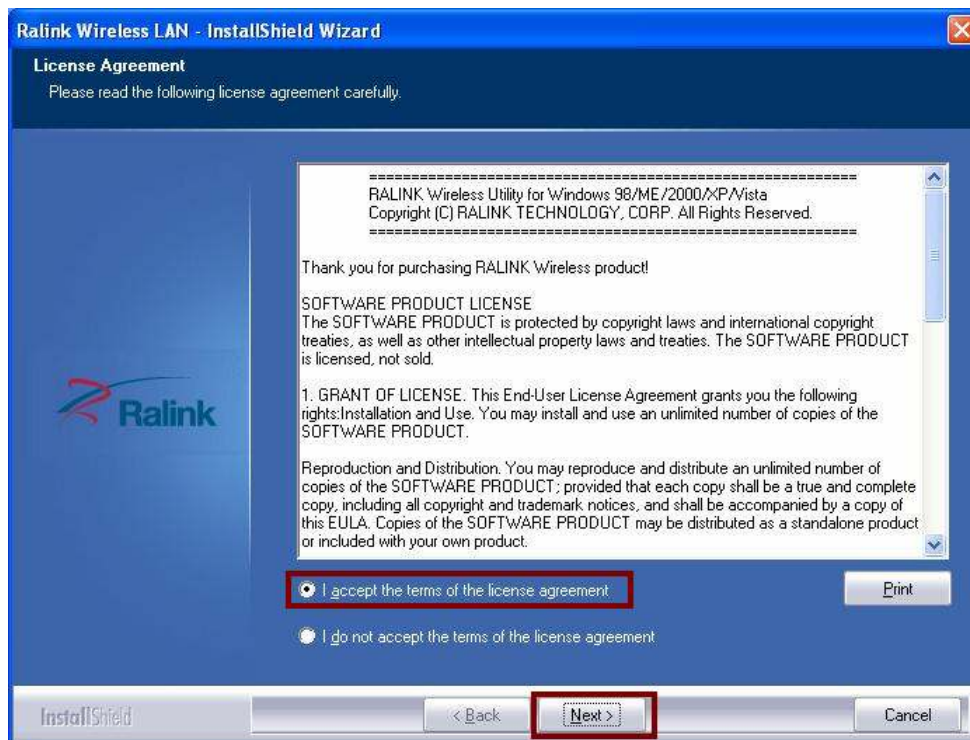 Ralink Wireless LAN - InstallShield Wizard
License Agreement
Please read the following license agreement carefully.
===========================================================
RALINK Wireless Utility for Windows 98/ME/2000/XP/Vista
Copyright (C) RALINK TECHNOLOGY, CORP. All Rights Reserved.
===========================================================
Thank you for purchasing RALINK Wireless product!
SOFTWARE PRODUCT LICENSE
The SOFTWARE PRODUCT is protected by copyright laws and international copyright
treaties, as well as other intellectual property laws and treaties. The SOFTWARE PRODUCT
is licensed, not sold.
1. GRANT OF LICENSE. This End-User License Agreement grants you the following
rights:Installation and Use. You may install and use an unlimited number of copies of the
SOFTWARE PRODUCT.
Reproduction and Distribution. You may reproduce and distribute an unlimited number of
copies of the SOFTWARE PRODUCT; provided that each copy shall be a true and complete
copy, including all copyright and trademark notices, and shall be accompanied by a copy of
this EULA. Copies of the SOFTWARE PRODUCT may be distributed as a standalone product
or included with your own product.
Ralink
I accept the terms of the license agreement
Print
I do not accept the terms of the license agreement
InstallShield
< Back
Next >
Cancel